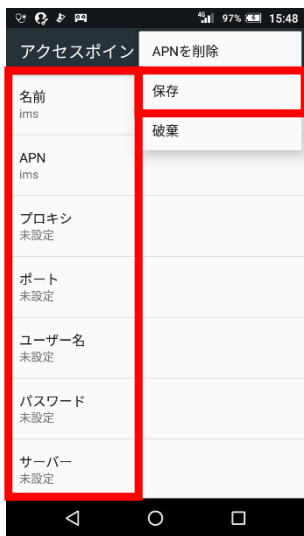 4G 97% 15:48
アクセスポイン
APNを削除
保存
破棄
名前
ims
APN
ims
プロキシ
未設定
ポート
未設定
ユーザー名
未設定
パスワード
未設定
サーバー
未設定